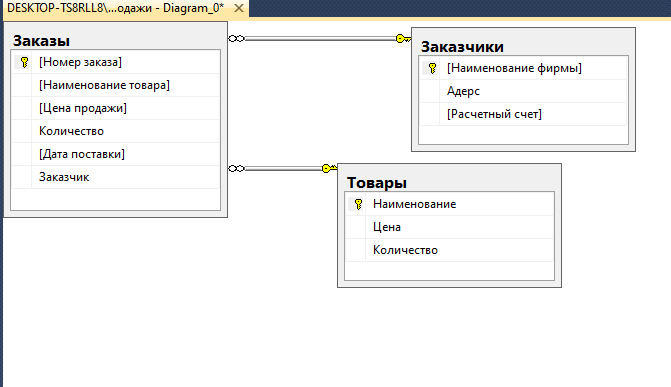 DESKTOP-TS8RLL8\...одажи - Diagram_0*
Заказы
[Номер заказа]
[Наименование товара]
[Цена продажи]
Количество
[Дата поставки]
Заказчик
Заказчики
[Наименование фирмы]
Адерс
[Расчетный счет]
Товары
Наименование
Цена
Количество